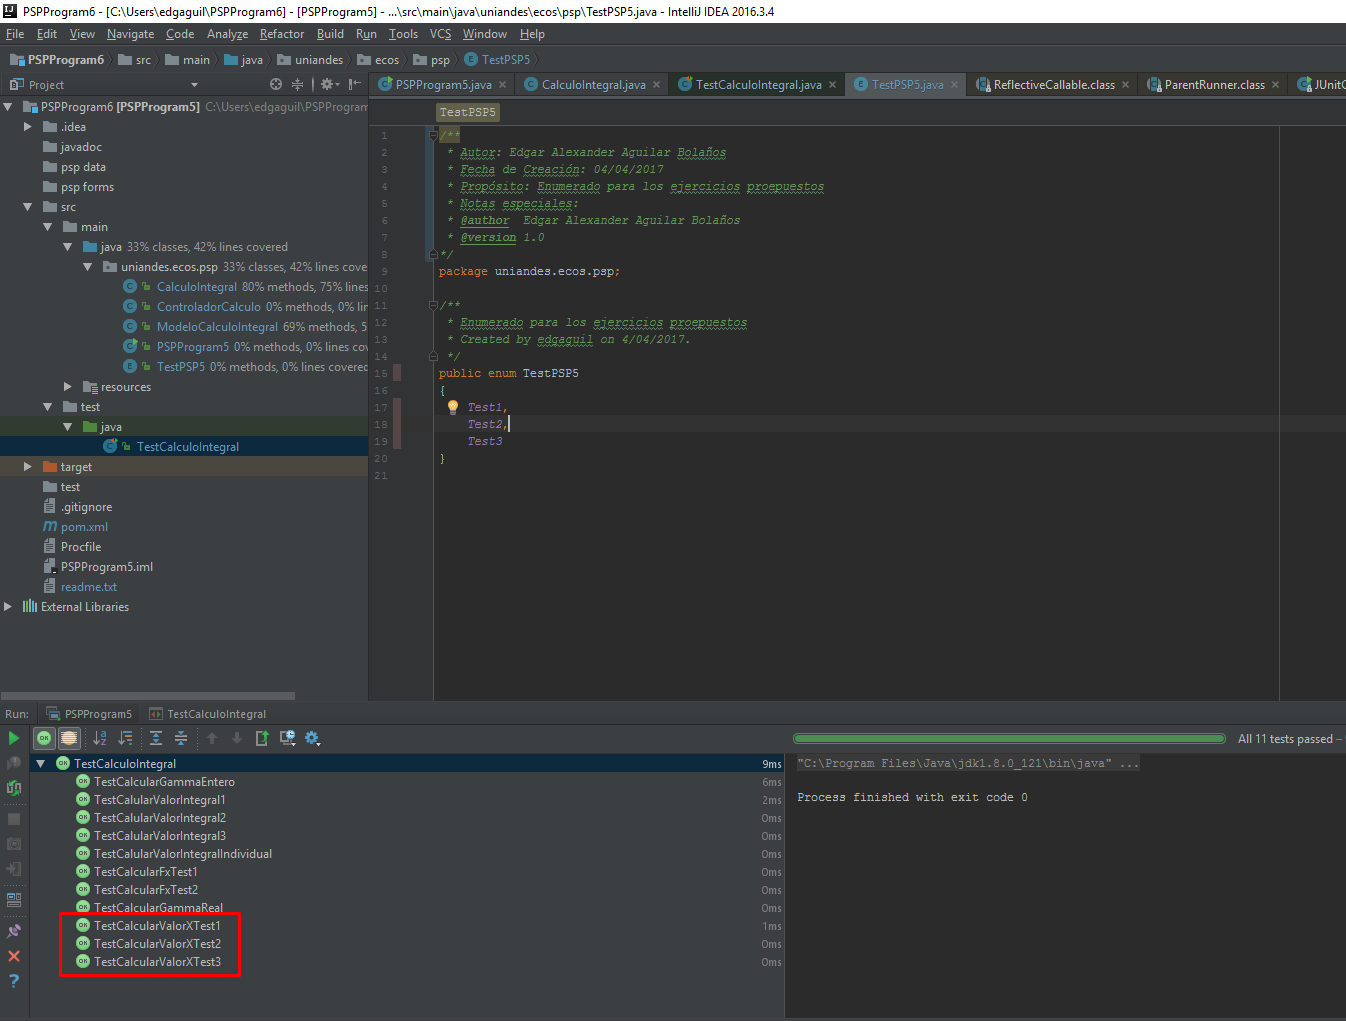 PSPProgram6 - [C:\Users\edgaguil\PSPProgram6] - [PSPProgram5] - ...\src\main\java\uniandes\ecos\psp\TestPSP5.java - IntelliJ IDEA 2016.3.4
File Edit View Navigate Code Analyze Refactor Build Run Tools VCS Window Help
PSPProgram6 src main java uniandes ecos psp TestPSP5
Project
PSPProgram5.java CalculoIntegral.java TestCalculoIntegral.java TestPSP5.java ReflectiveCallable.class ParentRunner.class JUnitC
PSPProgram6 [PSPProgram5] C:\Users\edgaguil\PSPProgram
.idea
javadoc
psp data
psp forms
src
main
java 33% classes, 42% lines covered
uniandes.ecos.psp 33% classes, 42% lines cove
CalculoIntegral 80% methods, 75% lines
ControladorCalculo 0% methods, 0% lin
ModeloCalculoIntegral 69% methods, 5
PSPProgram5 0% methods, 0% lines cov
TestPSP5 0% methods, 0% lines covered
resources
test
java
TestCalculoIntegral
target
test
.gitignore
pom.xml
Procfile
PSPProgram5.iml
readme.txt
External Libraries
TestPSP5
1 /**
2 * Autor: Edgar Alexander Aguilar Bolaños
3 * Fecha de Creación: 04/04/2017
4 * Propósito: Enumerado para los ejercicios proepuestos
5 * Notas especiales:
6 * @author Edgar Alexander Aguilar Bolaños
7 * @version 1.0
8 */
9 package uniandes.ecos.psp;
10
11 /**
12 * Enumerado para los ejercicios proepuestos
13 * Created by edgaguil on 4/04/2017.
14 */
15 public enum TestPSP5
16 {
17 Test1,
18 Test2,
19 Test3
20 }
21
Run: PSPProgram5 TestCalculoIntegral
All 11 tests passed –
TestCalculoIntegral 9ms
TestCalcularGammaEntero 6ms
TestCalularValorIntegral1 2ms
TestCalularValorIntegral2 0ms
TestCalularValorIntegral3 0ms
TestCalularValorIntegralIndividual 0ms
TestCalcularFxTest1 0ms
TestCalcularFxTest2 0ms
TestCalcularGammaReal 0ms
TestCalcularValorXTest1 1ms
TestCalcularValorXTest2 0ms
TestCalcularValorXTest3 0ms
"C:\Program Files\Java\jdk1.8.0_121\bin\java" ...
Process finished with exit code 0